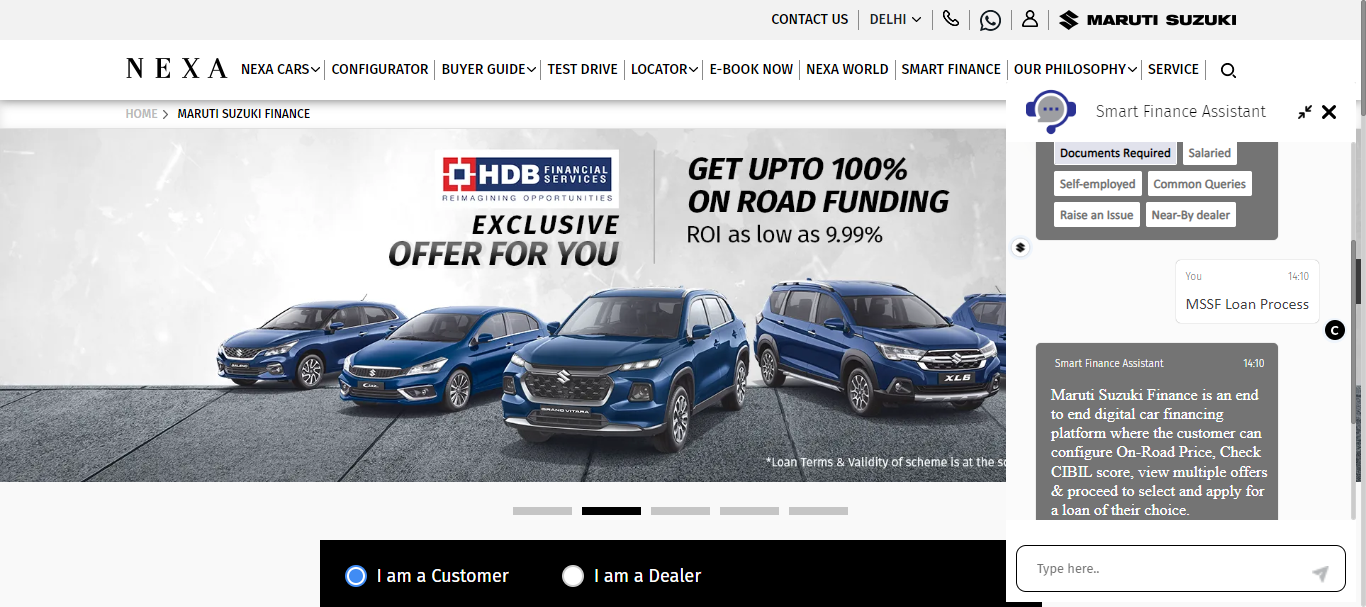 CONTACT US
DELHI
MARUTI SUZUKI
NEXA
NEXA CARS
CONFIGURATOR
BUYER GUIDE
TEST DRIVE
LOCATOR
E-BOOK NOW
NEXA WORLD
SMART FINANCE
OUR PHILOSOPHY
SERVICE
HOME
MARUTI SUZUKI FINANCE
HDB FINANCIAL SERVICES
REIMAGINING OPPORTUNITIES
EXCLUSIVE
OFFER FOR YOU
GET UPTO 100%
ON ROAD FUNDING
ROI as low as 9.99%
BALENO
CIAZ
GRAND VITARA
XL6
*Loan Terms & Validity of scheme is at the
I am a Customer
I am a Dealer
Smart Finance Assistant
Documents Required
Salaried
Self-employed
Common Queries
Raise an Issue
Near-By dealer
You 14:10
MSSF Loan Process
C
Smart Finance Assistant 14:10
Maruti Suzuki Finance is an end
to end digital car financing
platform where the customer can
configure On-Road Price, Check
CIBIL score, view multiple offers
& proceed to select and apply for
a loan of their choice.
Type here..